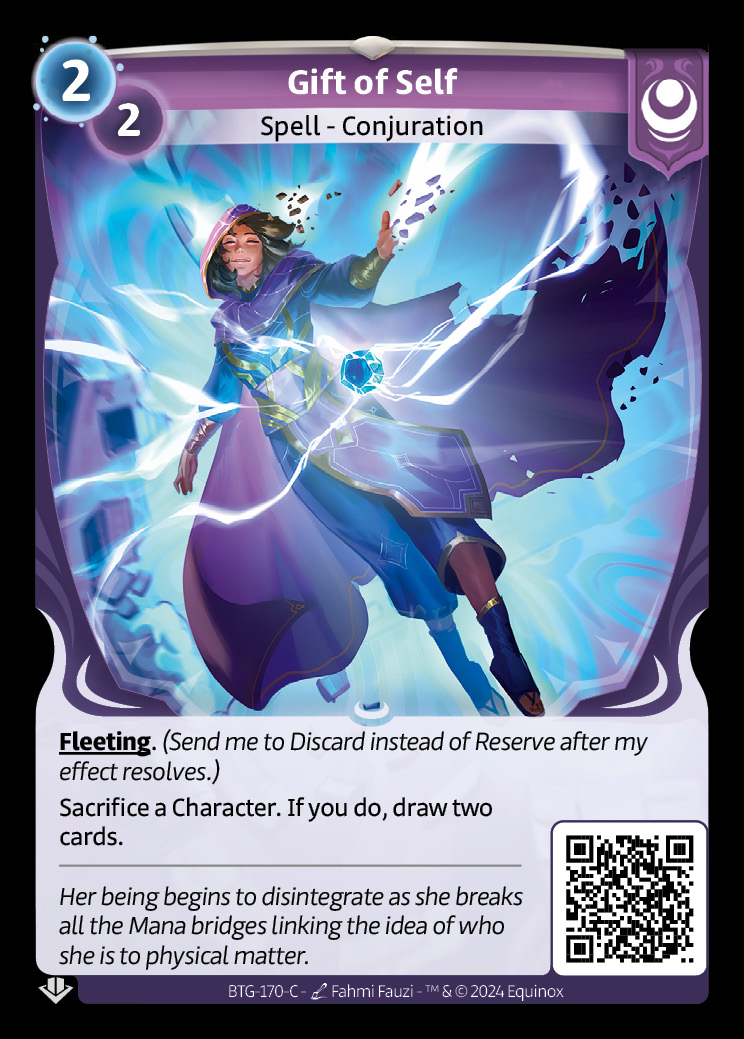 2
Gift of Self
2
Spell - Conjuration
Fleeting. (Send me to Discard instead of Reserve after my
effect resolves.)
Sacrifice a Character. If you do, draw two
cards.
Her being begins to disintegrate as she breaks
all the Mana bridges linking the idea of who
she is to physical matter.
BTG-170-C - Fahmi Fauzi - ™ & © 2024 Equinox